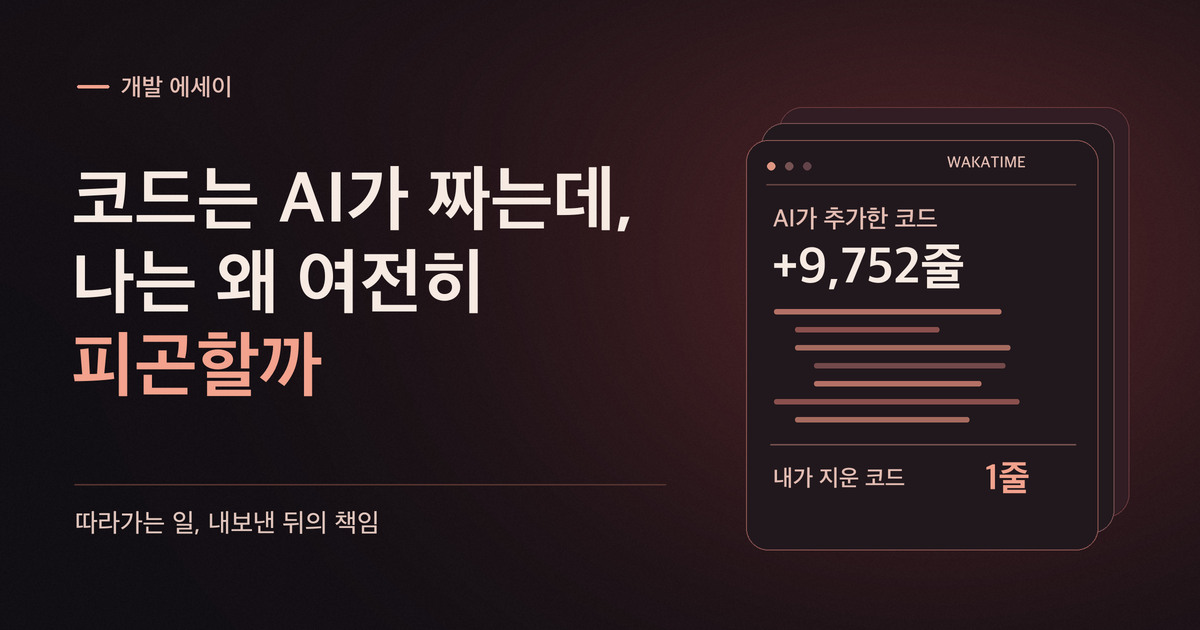 개발 에세이
코드는 AI가 짜는데,
나는 왜 여전히
피곤할까
따라가는 일, 내보낸 뒤의 책임
WAKATIME
AI가 추가한 코드
+9,752줄
내가 지운 코드
1줄